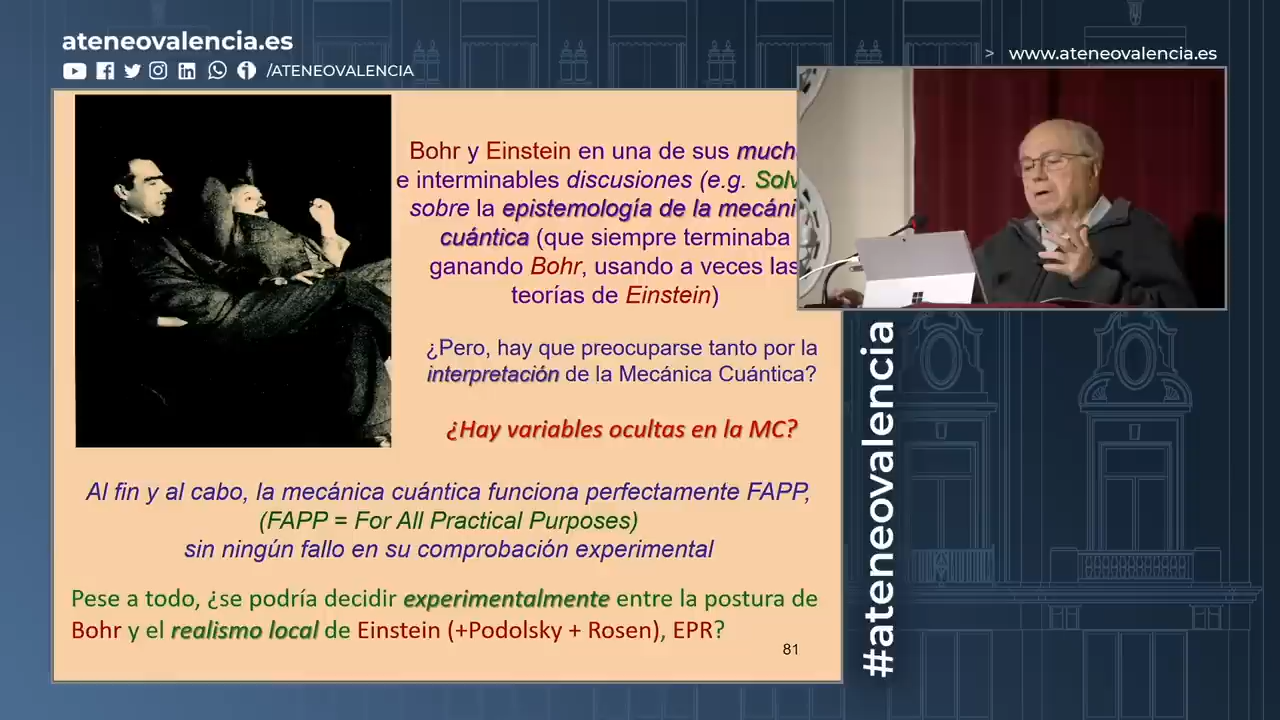 ateneovalencia.es
/ATENEOVALENCIA
> www.ateneovalencia.es
Bohr y Einstein en una de sus
e interminables discusiones (e.g.
sobre la epistemología de la
cuántica (que siempre terminaba
ganando Bohr, usando a veces las
teorías de Einstein)
¿Pero, hay que preocuparse tanto por la
interpretación de la Mecánica Cuántica?
¿Hay variables ocultas en la MC?
Al fin y al cabo, la mecánica cuántica funciona perfectamente FAPP,
(FAPP = For All Practical Purposes)
sin ningún fallo en su comprobación experimental
Pese a todo, ¿se podría decidir experimentalmente entre la postura de
Bohr y el realismo local de Einstein (+Podolsky + Rosen), EPR?
81
#ateneovalencia